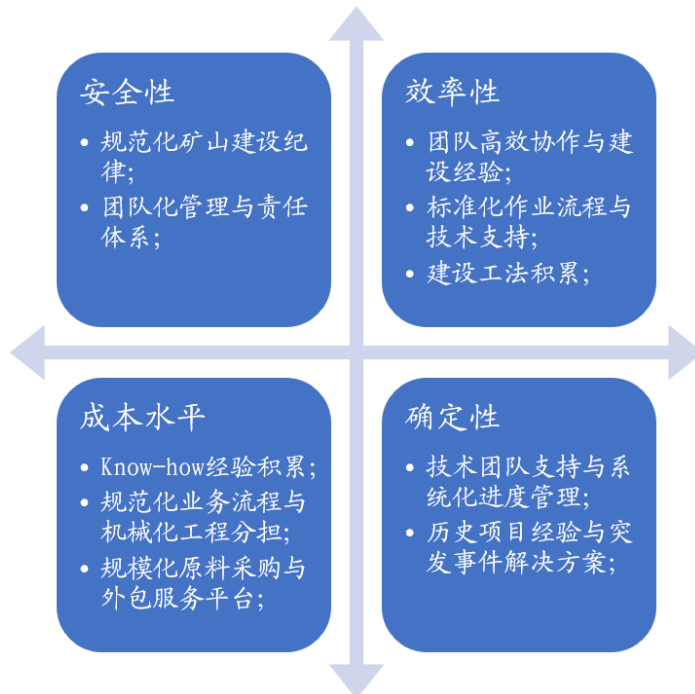 安全性
• 规范化矿山建设纪
律;
• 团队化管理与责任
体系;
效率性
• 团队高效协作与建
设经验;
• 标准化作业流程与
技术支持;
• 建设工法积累;
成本水平
• Know-how经验积累;
• 规范化业务流程与
机械化工程分担;
• 规模化原料采购与
外包服务平台;
确定性
• 技术团队支持与系
统化进度管理;
• 历史项目经验与突
发事件解决方案;